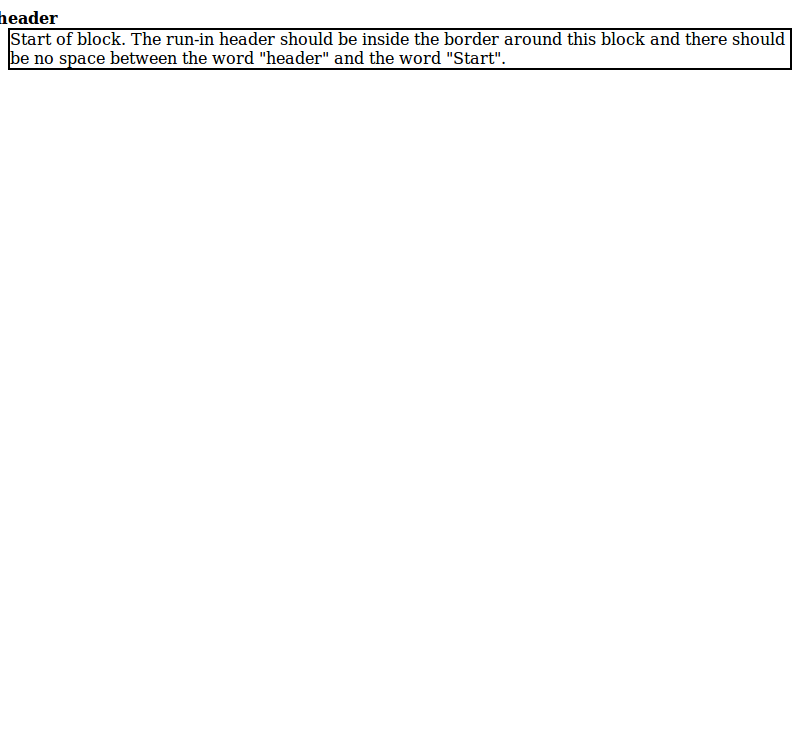 header
Start of block. The run-in header should be inside the border around this block and there should
be no space between the word "header" and the word "Start".